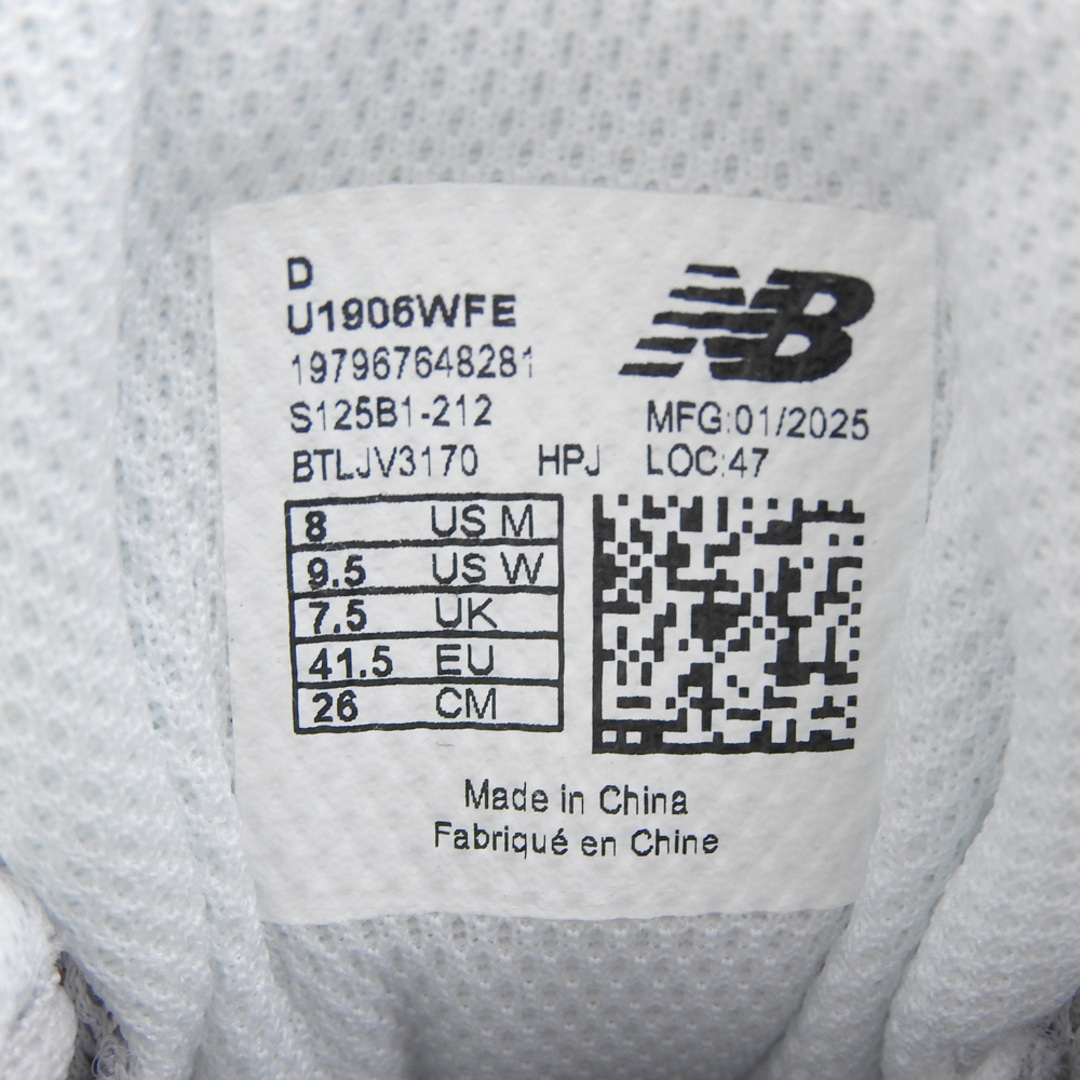 D
U1906WFE
197967648281
S125B1-212
BTLJV3170 HPJ
NB
MFG:01/2025
LOC:47
8 US M
9.5 US W
7.5 UK
41.5 EU
26 CM
Made in China
Fabriqué en Chine